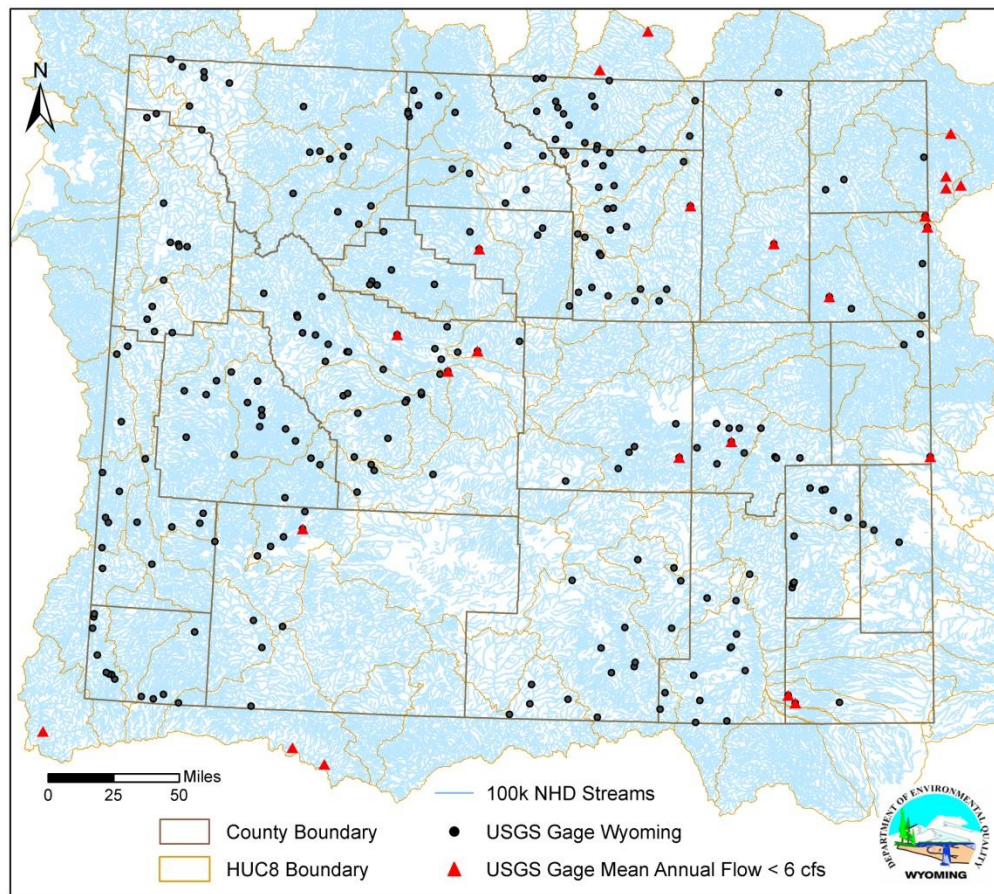 N
Miles
0 25 50
100k NHD Streams
County Boundary
USGS Gage Wyoming
HUC8 Boundary
USGS Gage Mean Annual Flow < 6 cfs
DEPARTMENT OF ENVIRONMENTAL QUALITY
WYOMING